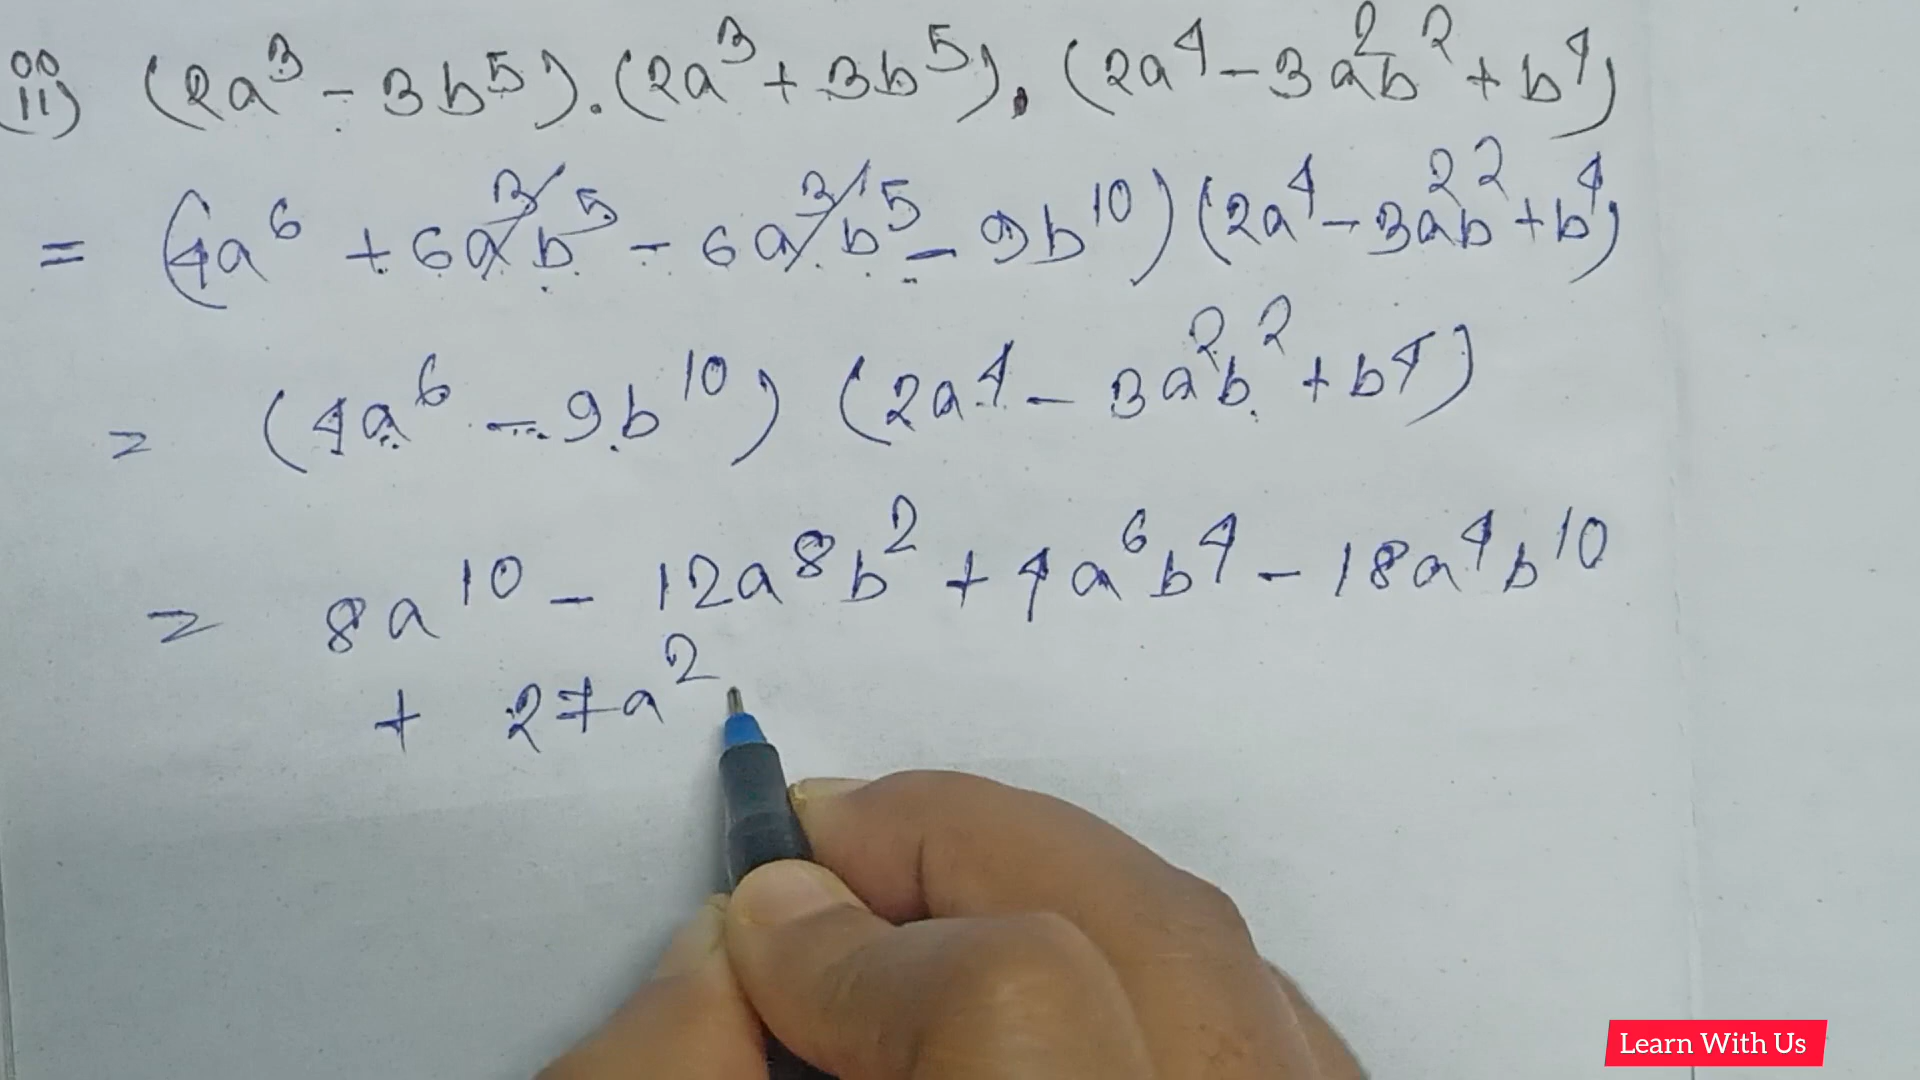 (ii) (2a³ - 3b⁵).(2a³ + 3b⁵).(2a⁴ - 3a²b² + b⁴)
= (4a⁶ + 6a³b⁵ - 6a³b⁵ - 9b¹⁰)(2a⁴ - 3a²b² + b⁴)
= (4a⁶ - 9b¹⁰) (2a⁴ - 3a²b² + b⁴)
= 8a¹⁰ - 12a⁸b² + 4a⁶b⁴ - 18a⁴b¹⁰
+ 27a²
Learn With Us